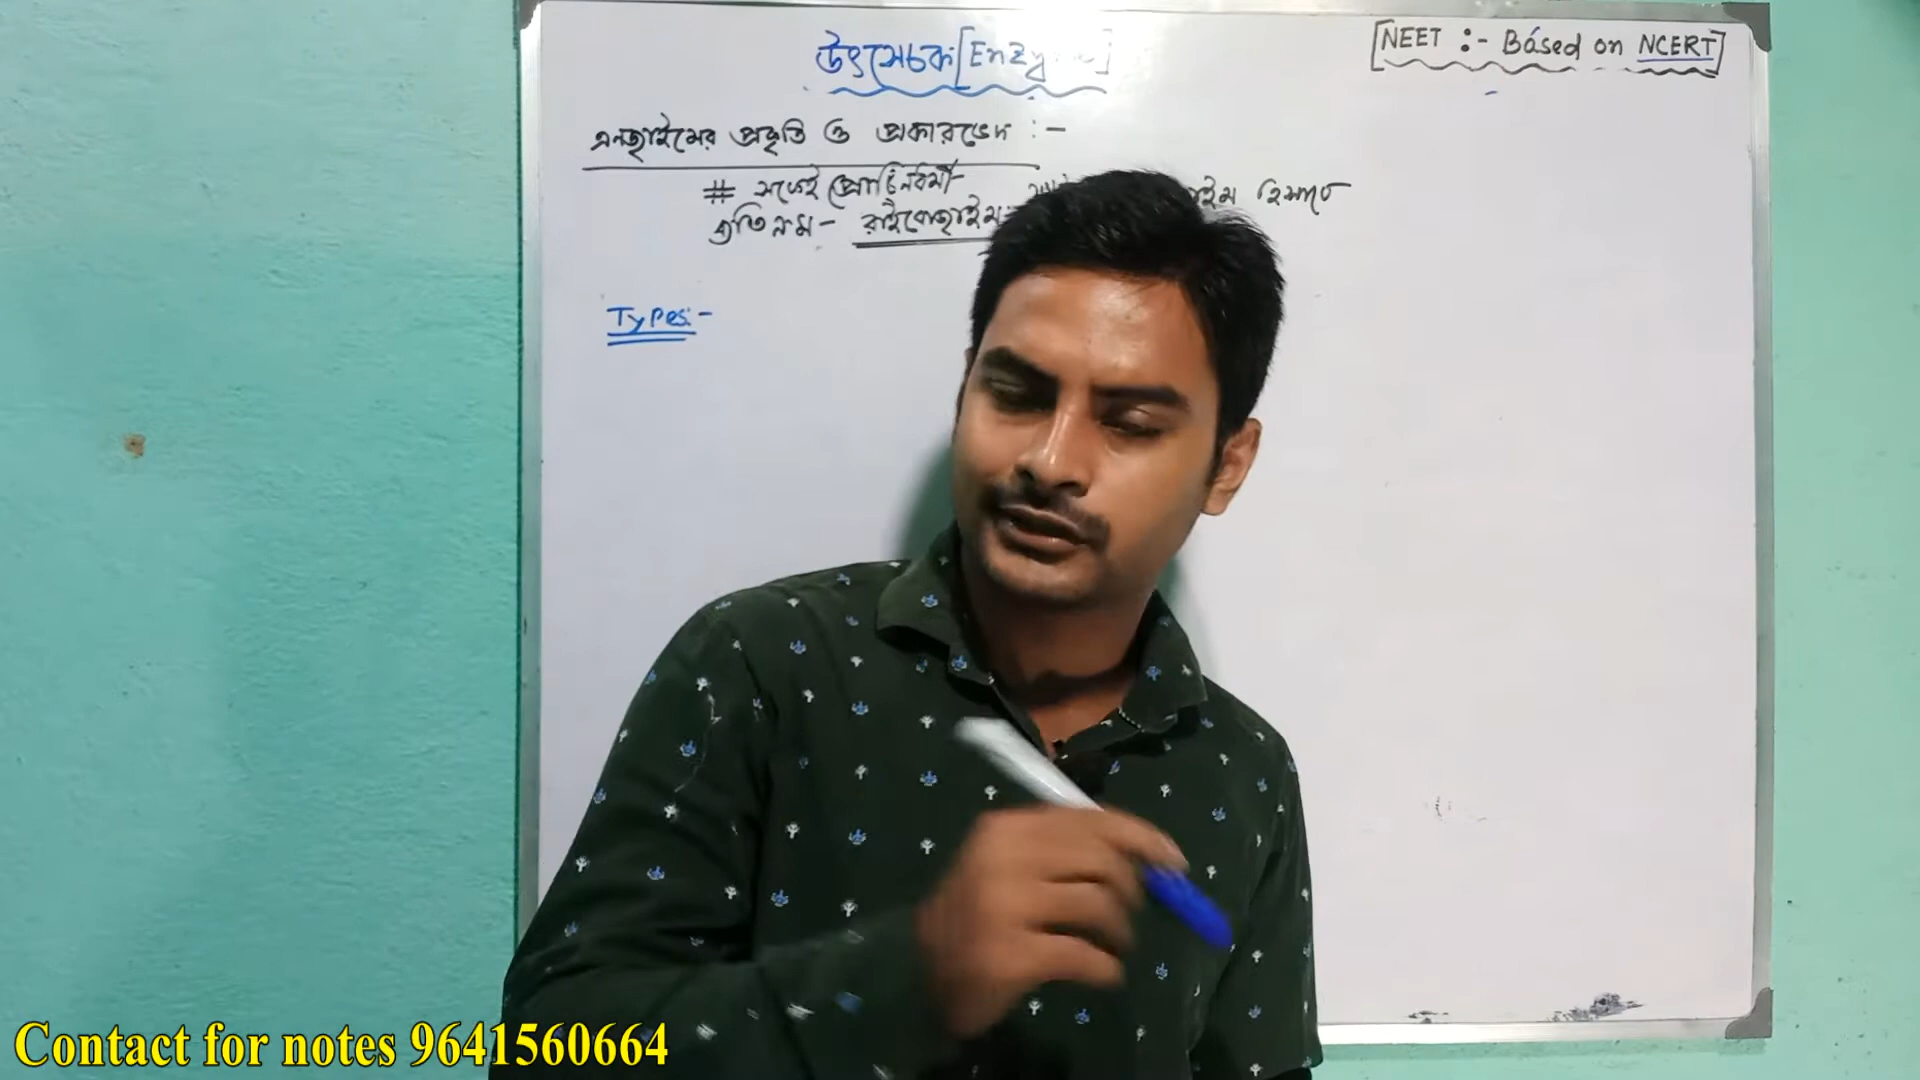 উৎসেচক [Enzy
[NEET :- Based on NCERT]
এনজাইমের প্রকৃতি ও প্রকারভেদ :-
# সবেই প্রোটিনধর্মী- হিসাবে
ব্যতিক্রম- রাইবোজাইম
Types:-
Contact for notes 9641560664